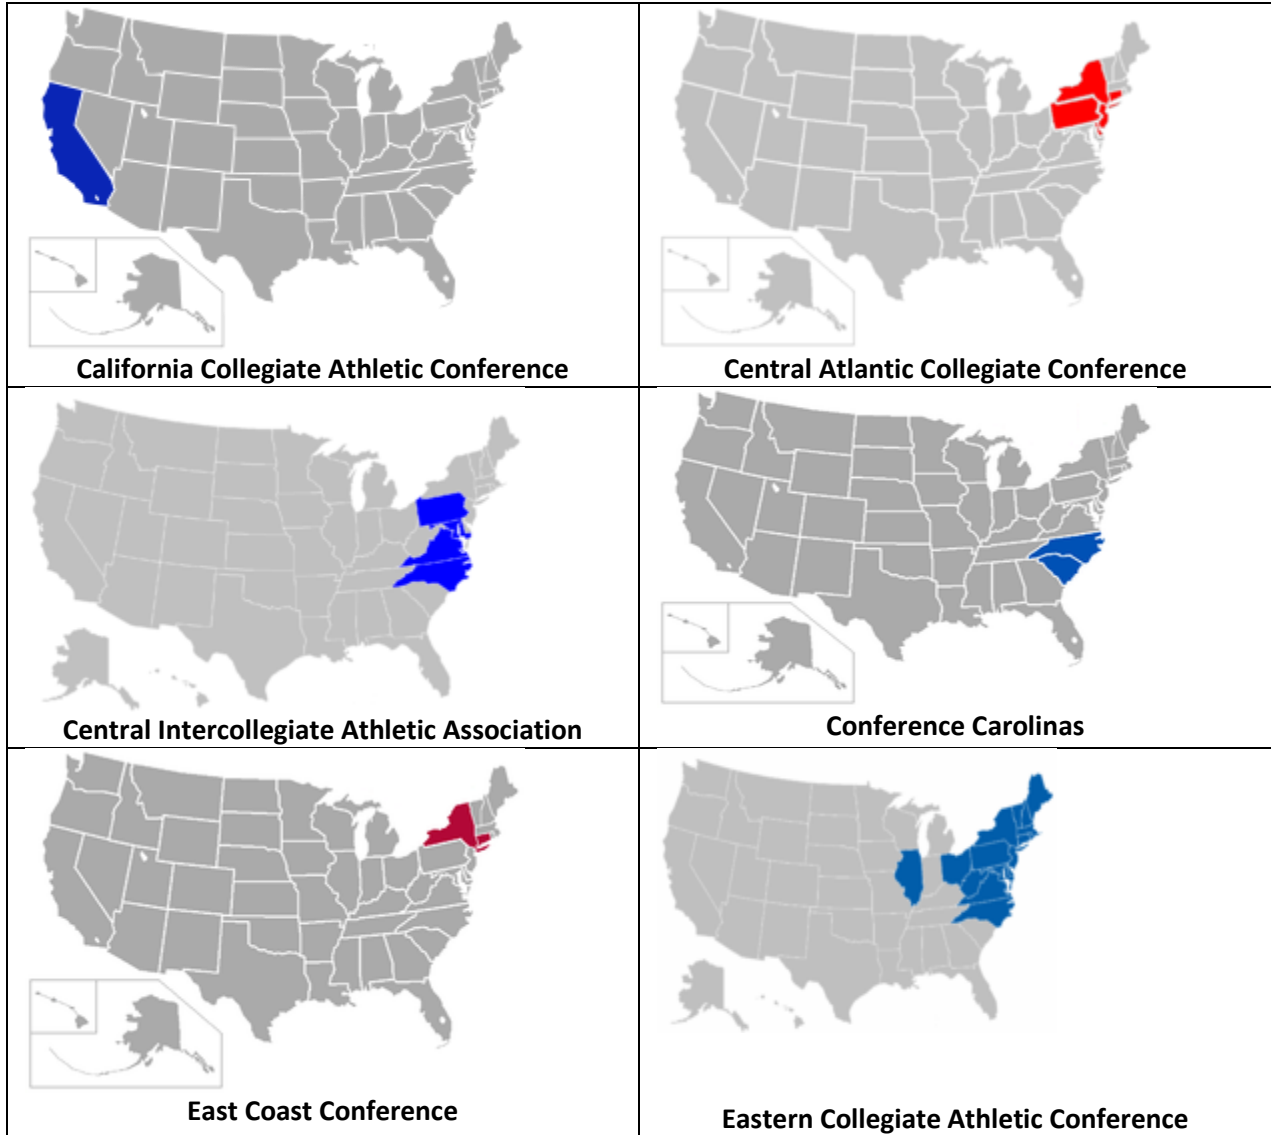 California Collegiate Athletic Conference
Central Atlantic Collegiate Conference
Central Intercollegiate Athletic Association
Conference Carolinas
East Coast Conference
Eastern Collegiate Athletic Conference